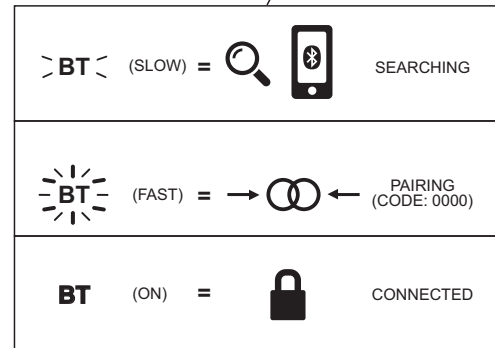 BT (SLOW) = SEARCHING
BT (FAST) = PAIRING
(CODE: 0000)
BT (ON) = CONNECTED